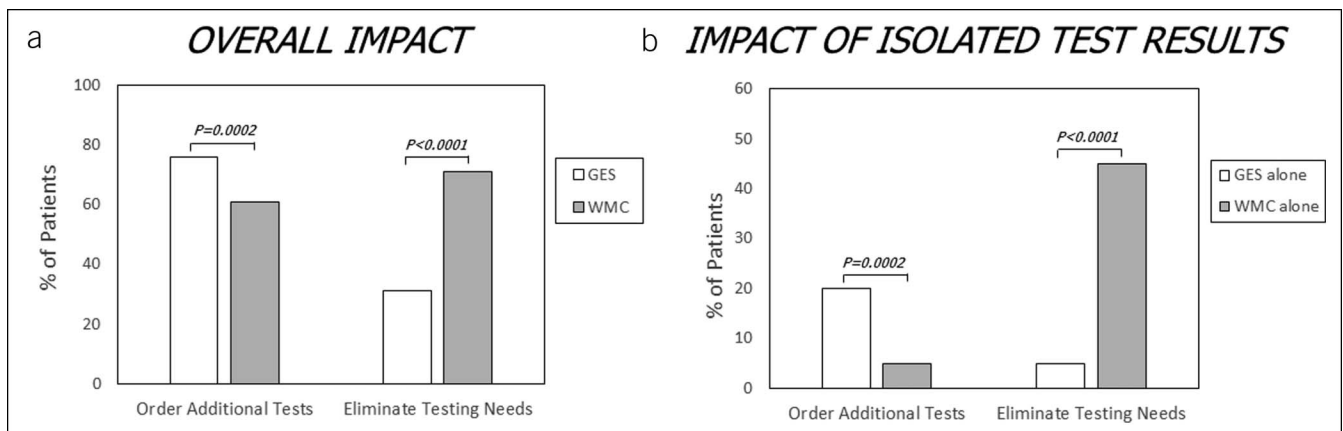 a
OVERALL IMPACT
100
80
60
40
20
0
% of Patients
P=0.0002
P<0.0001
GES
WMC
Order Additional Tests
Eliminate Testing Needs
b
IMPACT OF ISOLATED TEST RESULTS
60
50
40
30
20
10
0
% of Patients
P=0.0002
P<0.0001
GES alone
WMC alone
Order Additional Tests
Eliminate Testing Needs